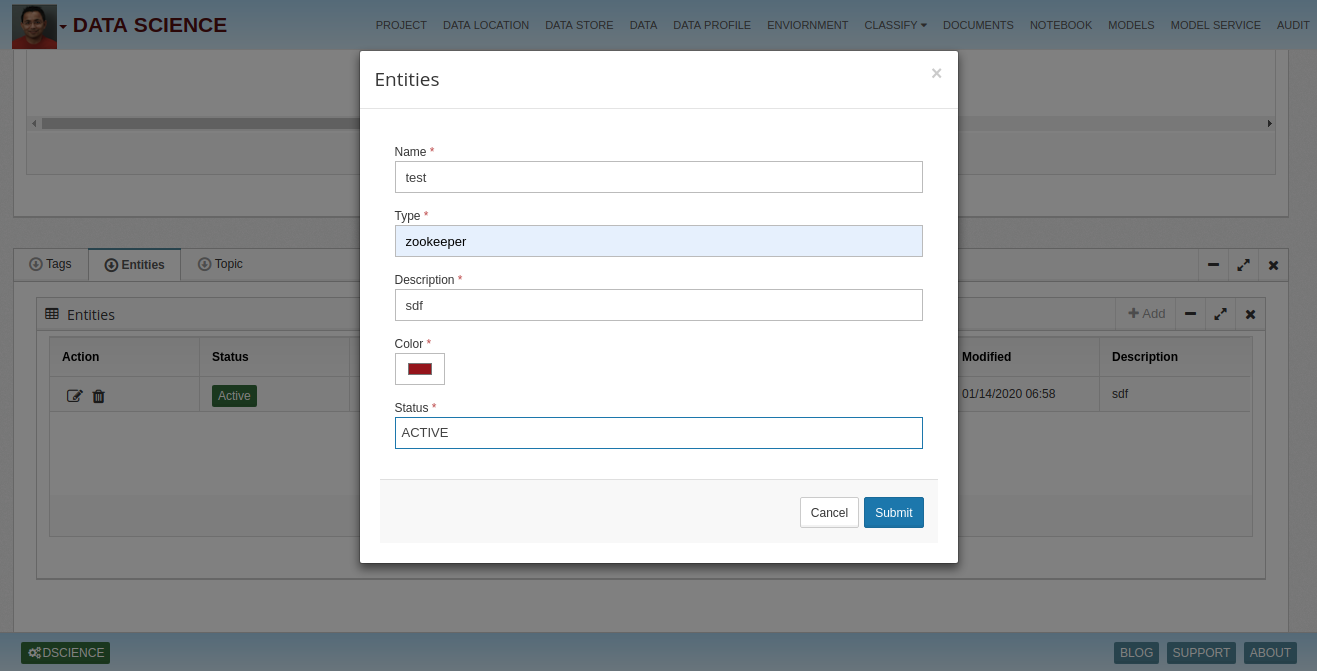 DATA SCIENCE
PROJECT DATA LOCATION DATA STORE DATA DATA PROFILE ENVIORNMENT CLASSIFY DOCUMENTS NOTEBOOK MODELS MODEL SERVICE AUDIT
Entities ×
Name *
test
Type *
zookeeper
Description *
sdf
Color *
Status *
ACTIVE
Cancel Submit
Tags Entities Topic
Entities
Add
Action Status Modified Description
Active 01/14/2020 06:58 sdf
DSCIENCE
BLOG SUPPORT ABOUT